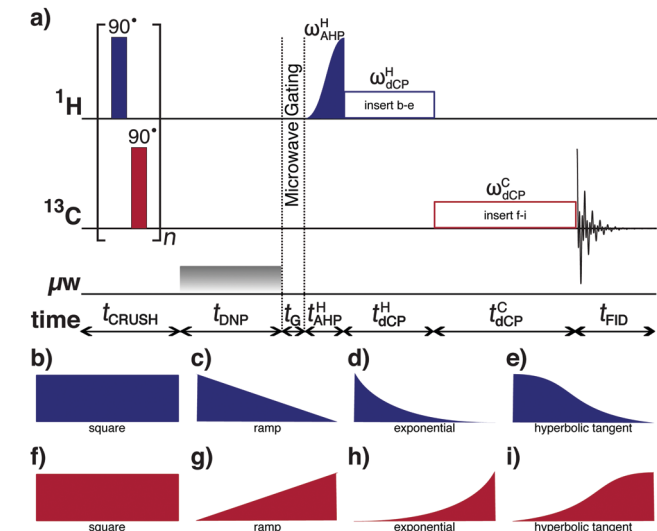 a)
90° ω^H_AHP
ω^H_dCP
¹H Microwave Gating insert b-e
90°
¹³C ω^C_dCP
insert f-i
n
μw
time t_CRUSH t_DNP t_G t^H_AHP t^H_dCP t^C_dCP t_FID
b) c) d) e)
square ramp exponential hyperbolic tangent
f) g) h) i)
square ramp exponential hyperbolic tangent